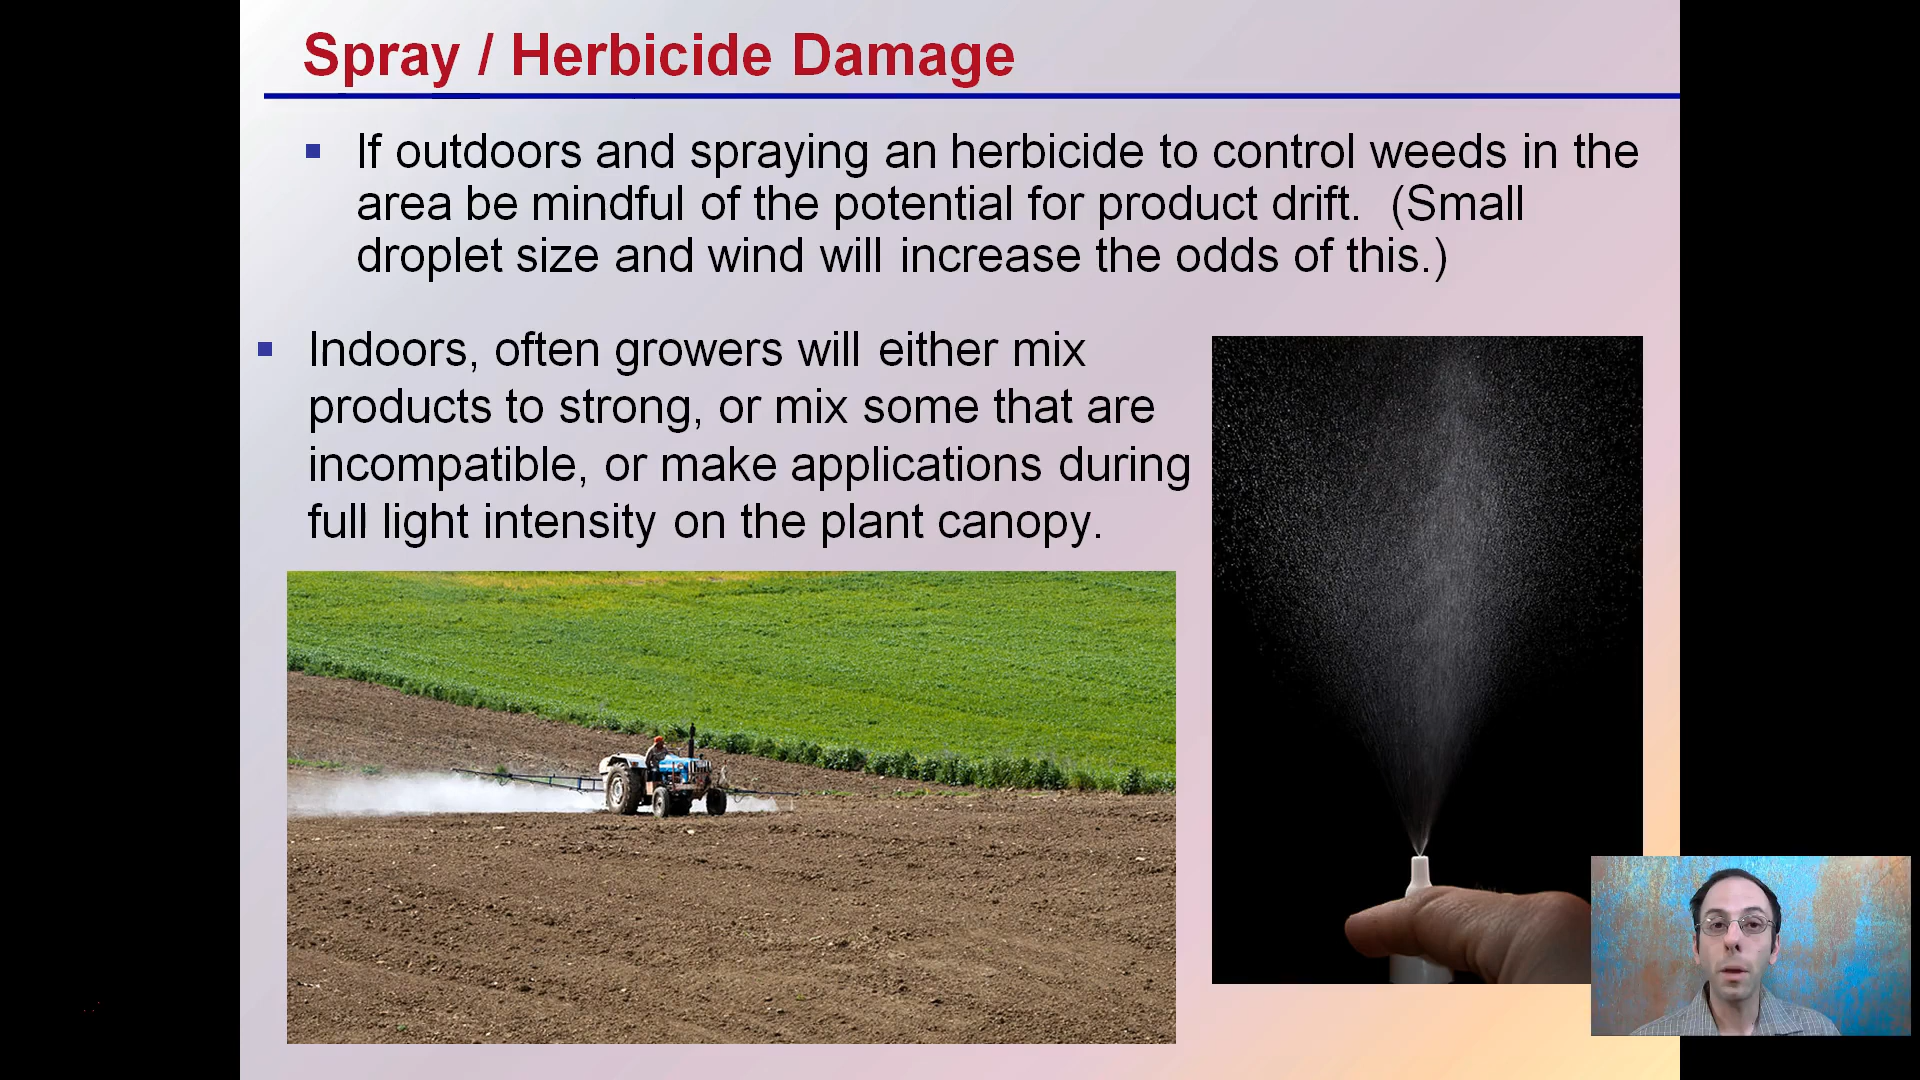 Spray / Herbicide Damage
If outdoors and spraying an herbicide to control weeds in the
area be mindful of the potential for product drift.  (Small
droplet size and wind will increase the odds of this.)
Indoors, often growers will either mix
products to strong, or mix some that are
incompatible, or make applications during
full light intensity on the plant canopy.